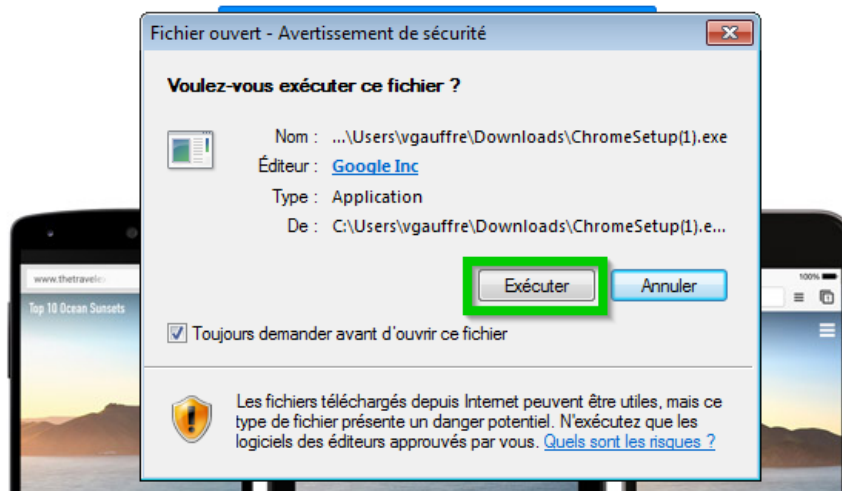 Fichier ouvert - Avertissement de sécurité
Voulez-vous exécuter ce fichier ?
Nom : ...\Users\vgauffre\Downloads\ChromeSetup(1).exe
Éditeur : Google Inc
Type : Application
De : C:\Users\vgauffre\Downloads\ChromeSetup(1).e...
Exécuter Annuler
Toujours demander avant d'ouvrir ce fichier
Les fichiers téléchargés depuis Internet peuvent être utiles, mais ce
type de fichier présente un danger potentiel. N'exécutez que les
logiciels des éditeurs approuvés par vous. Quels sont les risques ?
Top 10 Ocean Sunsets
100%